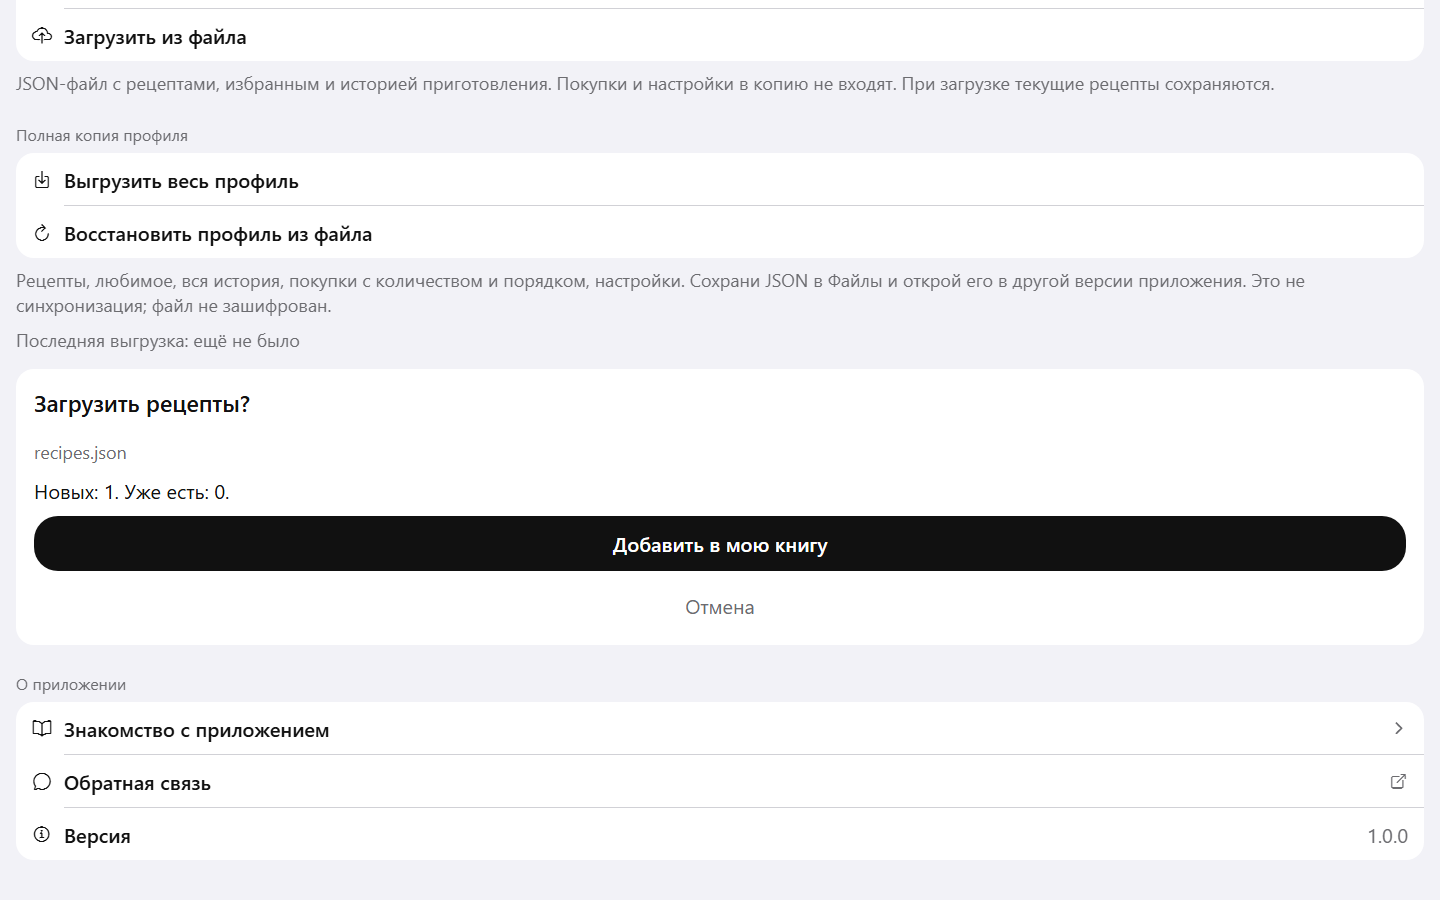 Загрузить из файла
JSON-файл с рецептами, избранным и историей приготовления. Покупки и настройки в копию не входят. При загрузке текущие рецепты сохраняются.
Полная копия профиля
Выгрузить весь профиль
Восстановить профиль из файла
Рецепты, любимое, вся история, покупки с количеством и порядком, настройки. Сохрани JSON в Файлы и открой его в другой версии приложения. Это не
синхронизация; файл не зашифрован.
Последняя выгрузка: ещё не было
Загрузить рецепты?
recipes.json
Новых: 1. Уже есть: 0.
Добавить в мою книгу
Отмена
О приложении
Знакомство с приложением
Обратная связь
Версия 1.0.0